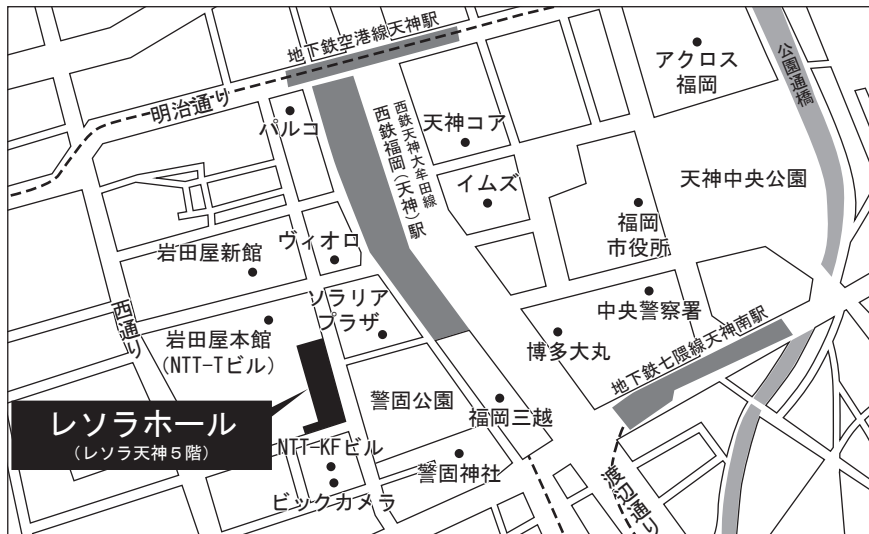 地下鉄空港線天神駅
アクロス
福岡
公園通橋
明治通り
パルコ
西鉄天神大牟田線
西鉄福岡(天神)駅
天神コア
イムズ
天神中央公園
福岡
市役所
岩田屋新館
ヴィオロ
ソラリア
プラザ
西通り
岩田屋本館
(NTT-Tビル)
中央警察署
博多大丸
地下鉄七隈線天神南駅
警固公園
福岡三越
レソラホール
(レソラ天神5階)
NTT-KFビル
ビックカメラ
警固神社
渡辺通り